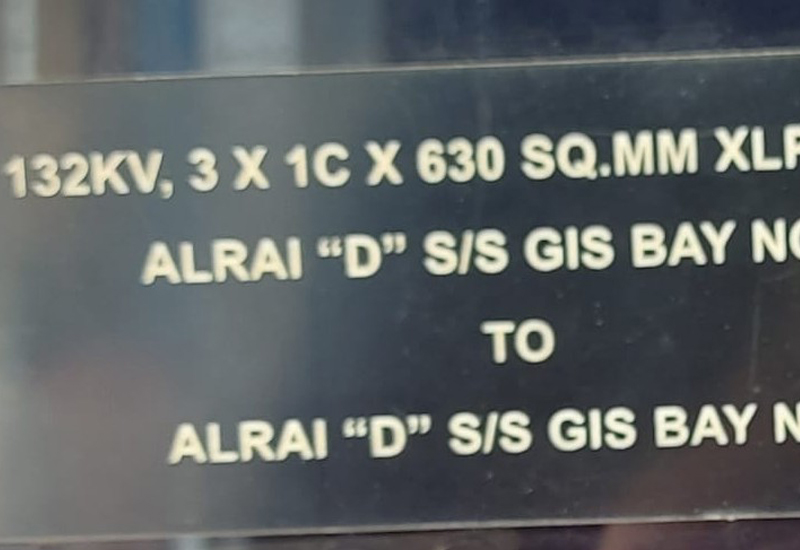 132KV, 3 X 1C X 630 SQ.MM
ALRAI “D” S/S GIS BAY
TO
ALRAI “D” S/S GIS BAY